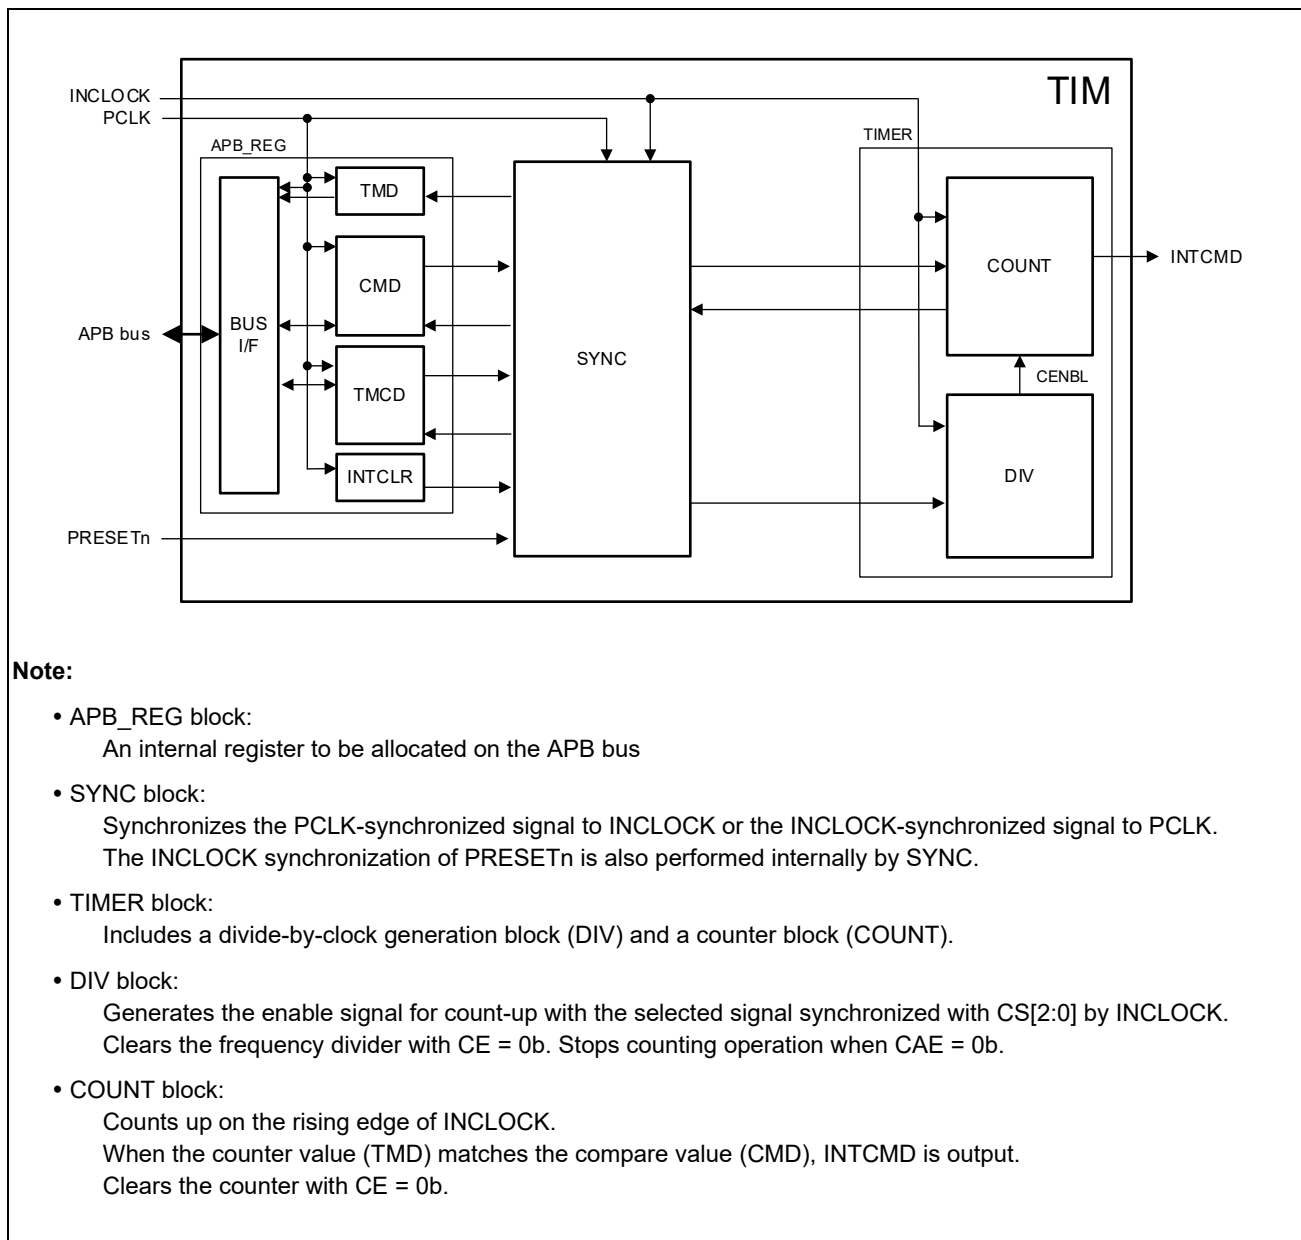 TIM
INCLOCK
PCLK
APB_REG
TIMER
TMD
CMD
COUNT
INTCMD
APB bus
BUS
I/F
SYNC
TMCD
CENBL
INTCLR
DIV
PRESETn
Note:
• APB_REG block:
An internal register to be allocated on the APB bus
• SYNC block:
Synchronizes the PCLK-synchronized signal to INCLOCK or the INCLOCK-synchronized signal to PCLK.
The INCLOCK synchronization of PRESETn is also performed internally by SYNC.
• TIMER block:
Includes a divide-by-clock generation block (DIV) and a counter block (COUNT).
• DIV block:
Generates the enable signal for count-up with the selected signal synchronized with CS[2:0] by INCLOCK.
Clears the frequency divider with CE = 0b. Stops counting operation when CAE = 0b.
• COUNT block:
Counts up on the rising edge of INCLOCK.
When the counter value (TMD) matches the compare value (CMD), INTCMD is output.
Clears the counter with CE = 0b.